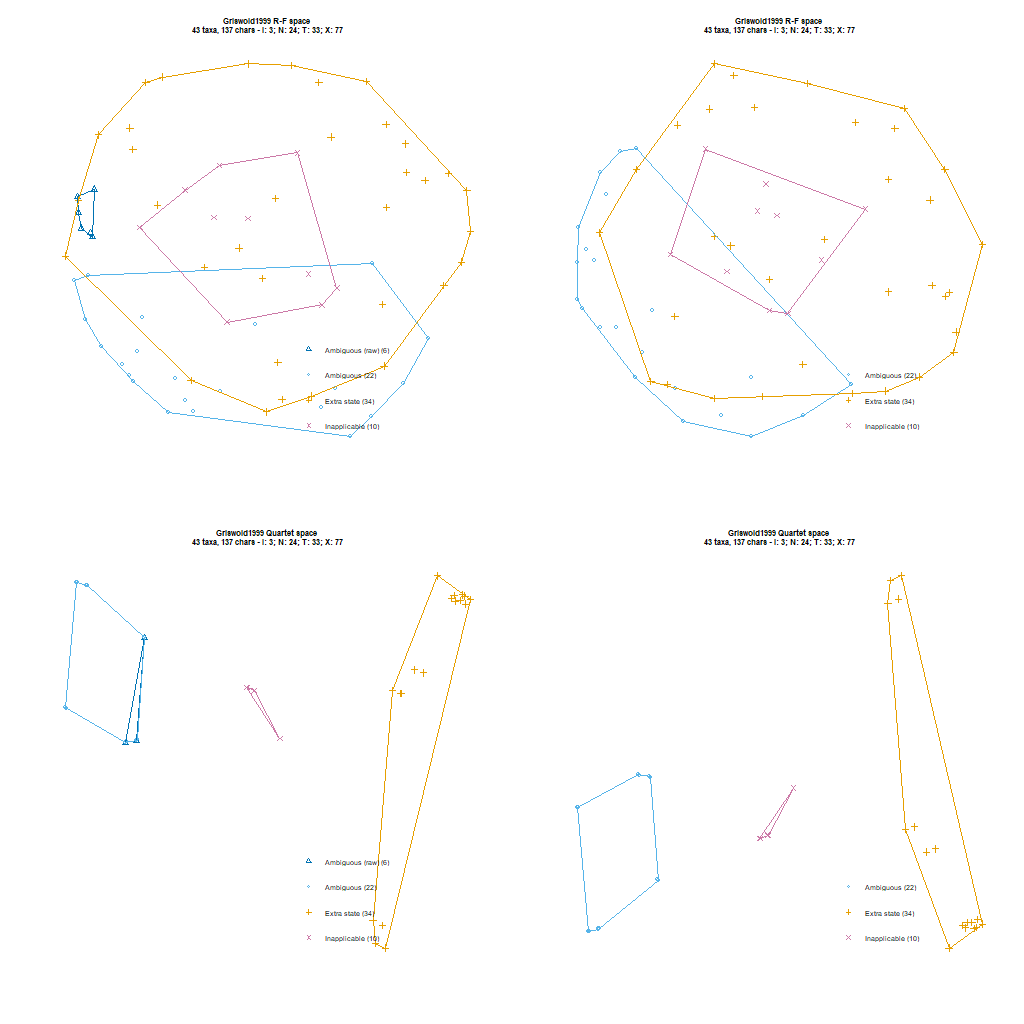 Griswold1999 R-F space
43 taxa, 137 chars - I: 3; N: 24; T: 33; X: 77
Ambiguous (raw) (6)
Ambiguous (22)
Extra state (34)
Inapplicable (10)
Griswold1999 R-F space
43 taxa, 137 chars - I: 3; N: 24; T: 33; X: 77
Ambiguous (22)
Extra state (34)
Inapplicable (10)
Griswold1999 Quartet space
43 taxa, 137 chars - I: 3; N: 24; T: 33; X: 77
Ambiguous (raw) (6)
Ambiguous (22)
Extra state (34)
Inapplicable (10)
Griswold1999 Quartet space
43 taxa, 137 chars - I: 3; N: 24; T: 33; X: 77
Ambiguous (22)
Extra state (34)
Inapplicable (10)